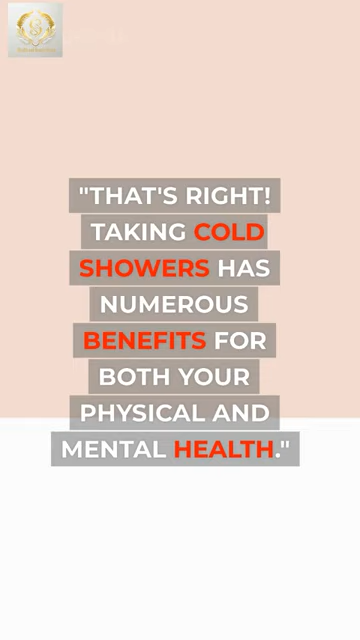 "THAT'S RIGHT!
TAKING COLD
SHOWERS HAS
NUMEROUS
BENEFITS FOR
BOTH YOUR
PHYSICAL AND
MENTAL HEALTH."